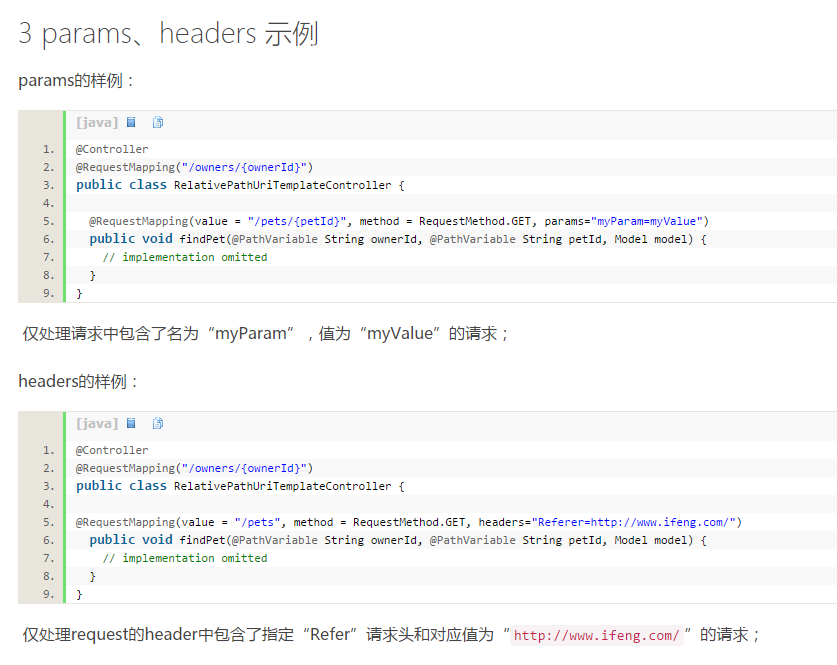 3 params、headers 示例
params的样例：
[java]
1. @Controller
2. @RequestMapping("/owners/{ownerId}")
3. public class RelativePathUriTemplateController {
4.
5. @RequestMapping(value = "/pets/{petId}", method = RequestMethod.GET, params="myParam=myValue")
6. public void findPet(@PathVariable String ownerId, @PathVariable String petId, Model model) {
7. // implementation omitted
8. }
9. }
仅处理请求中包含了名为“myParam”，值为“myValue”的请求；
headers的样例：
[java]
1. @Controller
2. @RequestMapping("/owners/{ownerId}")
3. public class RelativePathUriTemplateController {
4.
5. @RequestMapping(value = "/pets", method = RequestMethod.GET, headers="Referer=http://www.ifeng.com/")
6. public void findPet(@PathVariable String ownerId, @PathVariable String petId, Model model) {
7. // implementation omitted
8. }
9. }
仅处理request的header中包含了指定“Refer”请求头和对应值为“http://www.ifeng.com/”的请求；